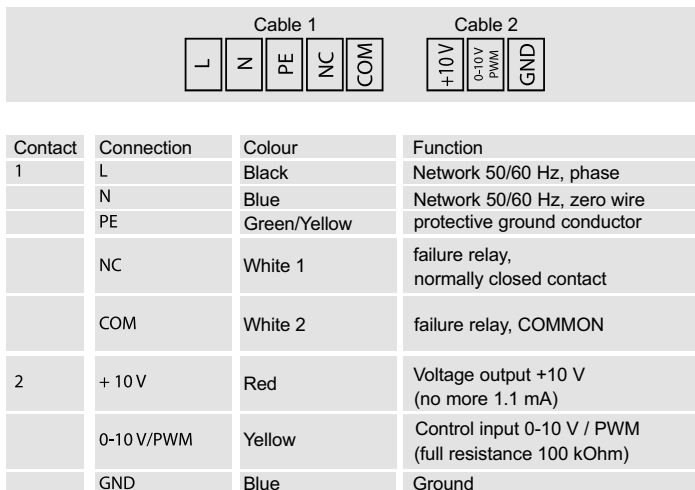 Cable 1 Cable 2
L N PE NC COM +10V 0-10V PWM GND
Contact Connection Colour Function
1 L Black Network 50/60 Hz, phase
N Blue Network 50/60 Hz, zero wire
PE Green/Yellow protective ground conductor
NC White 1 failure relay,
normally closed contact
COM White 2 failure relay, COMMON
2 + 10 V Red Voltage output +10 V
(no more 1.1 mA)
0-10 V/PWM Yellow Control input 0-10 V / PWM
(full resistance 100 kOhm)
GND Blue Ground